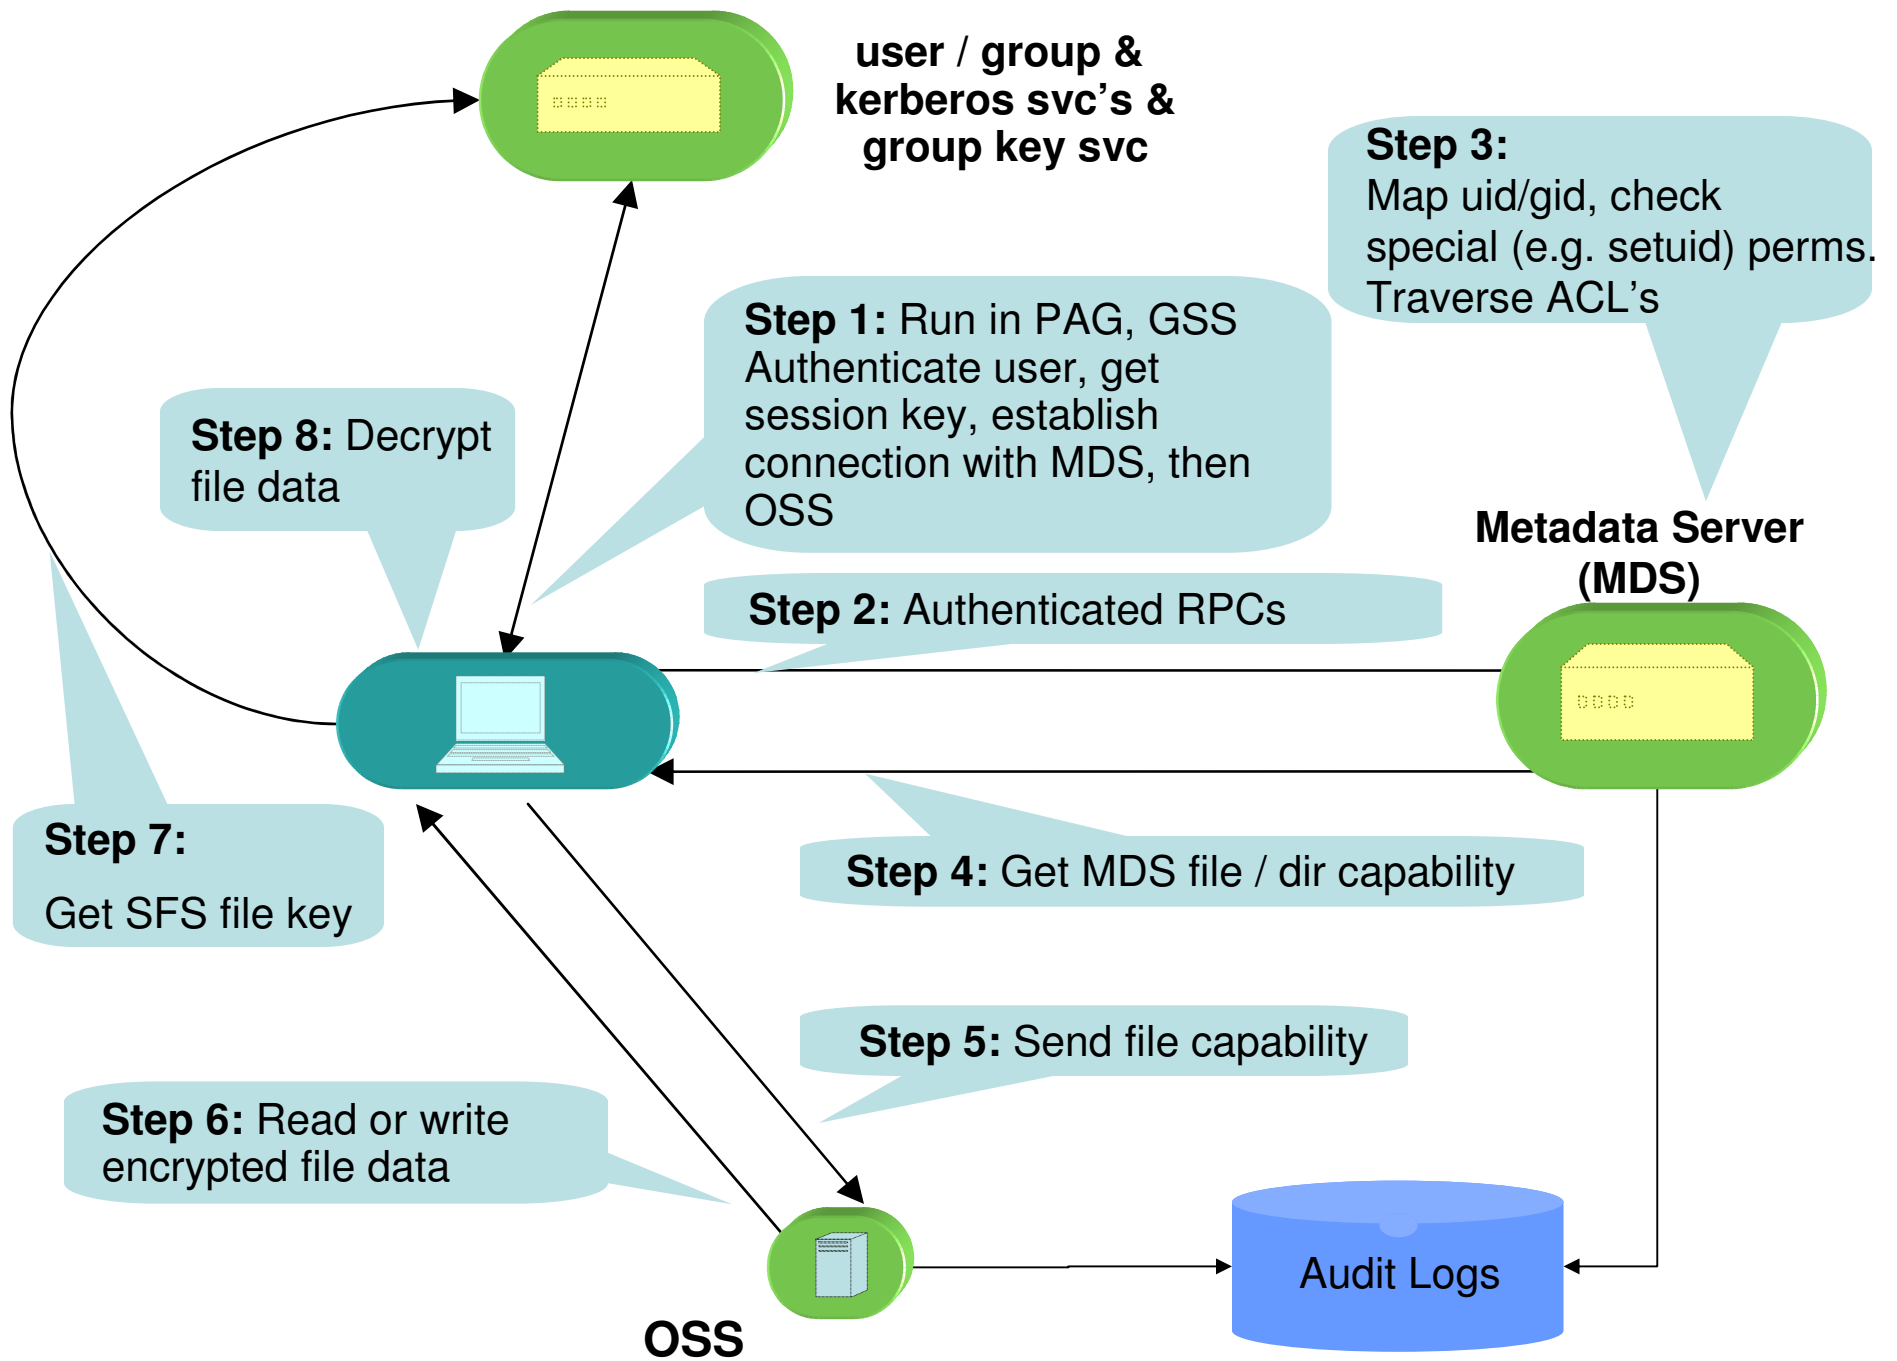 user / group &
kerberos svc's &
group key svc
Step 3:
Map uid/gid, check
special (e.g. setuid) perms.
Traverse ACL's
Step 1: Run in PAG, GSS
Authenticate user, get
session key, establish
connection with MDS, then
OSS
Step 8: Decrypt
file data
Metadata Server
(MDS)
Step 2: Authenticated RPCs
Step 7:
Get SFS file key
Step 4: Get MDS file / dir capability
Step 5: Send file capability
Step 6: Read or write
encrypted file data
Audit Logs
OSS